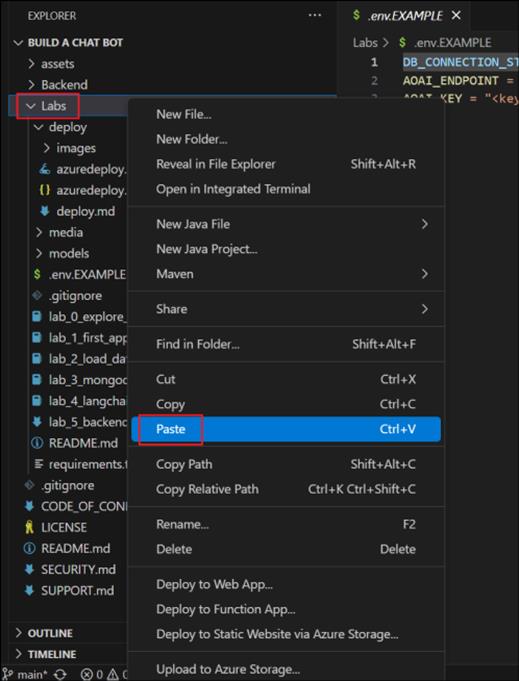 EXPLORER
...
.env.EXAMPLE
BUILD A CHAT BOT
Labs > .env.EXAMPLE
assets
1 DB_CONNECTION_ST
Backend
2 AOAI_ENDPOINT =
Labs
3 AOAI_KEY = "<key
deploy
images
azuredeploy.
azuredeploy.
deploy.md
media
models
.env.EXAMPLE
.gitignore
lab_0_explore_
lab_1_first_app
lab_2_load_da
lab_3_mongo
lab_4_langchai
lab_5_backend
README.md
requirements.t
.gitignore
CODE_OF_CON
LICENSE
README.md
SECURITY.md
SUPPORT.md
OUTLINE
TIMELINE
main* 0 0
New File...
New Folder...
Reveal in File Explorer Shift+Alt+R
Open in Integrated Terminal
New Java File
New Java Project...
Maven
Share
Find in Folder... Shift+Alt+F
Cut Ctrl+X
Copy Ctrl+C
Paste Ctrl+V
Copy Path Shift+Alt+C
Copy Relative Path Ctrl+K Ctrl+Shift+C
Rename... F2
Delete Delete
Deploy to Web App...
Deploy to Function App...
Deploy to Static Website via Azure Storage...
Upload to Azure Storage...